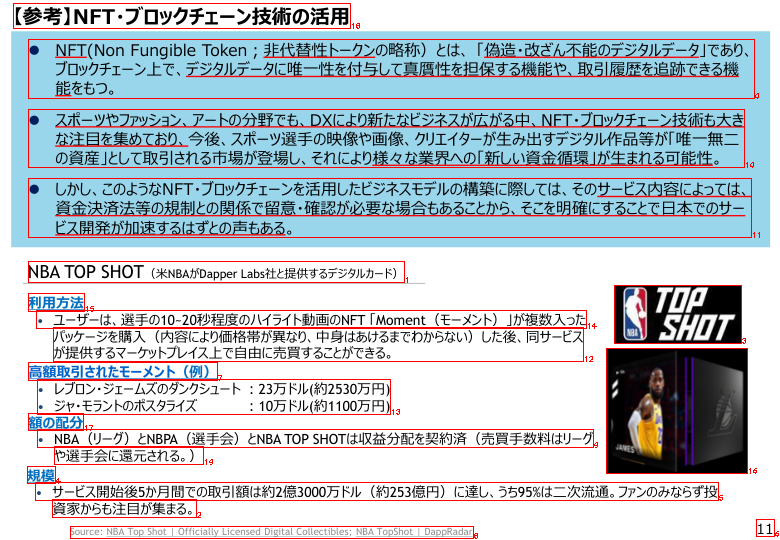 【参考】NFT・ブロックチェーン技術の活用
● NFT(Non Fungible Token；非代替性トークンの略称）とは、「偽造・改ざん不能のデジタルデータ」であり、
ブロックチェーン上で、デジタルデータに唯一性を付与して真贋性を担保する機能や、取引履歴を追跡できる機
能をもつ。
● スポーツやファッション、アートの分野でも、DXにより新たなビジネスが広がる中、NFT・ブロックチェーン技術も大き
な注目を集めており、今後、スポーツ選手の映像や画像、クリエイターが生み出すデジタル作品等が「唯一無二
の資産」として取引される市場が登場し、それにより様々な業界への「新しい資金循環」が生まれる可能性。
● しかし、このようなNFT・ブロックチェーンを活用したビジネスモデルの構築に際しては、そのサービス内容によっては、
資金決済法等の規制との関係で留意・確認が必要な場合もあることから、そこを明確にすることで日本でのサー
ビス開発が加速するはずとの声もある。
NBA TOP SHOT（米NBAがDapper Labs社と提供するデジタルカード）
利用方法
• ユーザーは、選手の10~20秒程度のハイライト動画のNFT「Moment（モーメント）」が複数入った
パッケージを購入（内容により価格帯が異なり、中身はあけるまでわからない）した後、同サービス
が提供するマーケットプレイス上で自由に売買することができる。
高額取引されたモーメント（例）
• レブロン・ジェームズのダンクシュート ：23万ドル(約2530万円)
• ジャ・モラントのポスタライズ ：10万ドル(約1100万円)
額の配分
• NBA（リーグ）とNBPA（選手会）とNBA TOP SHOTは収益分配を契約済（売買手数料はリーグ
や選手会に還元される。）
規模
• サービス開始後5か月間での取引額は約2億3000万ドル（約253億円）に達し、うち95%は二次流通。ファンのみならず投
資家からも注目が集まる。
NBA
TOP
SHOT
JAMES
Source: NBA Top Shot | Officially Licensed Digital Collectibles; NBA TopShot | DappRadar
11